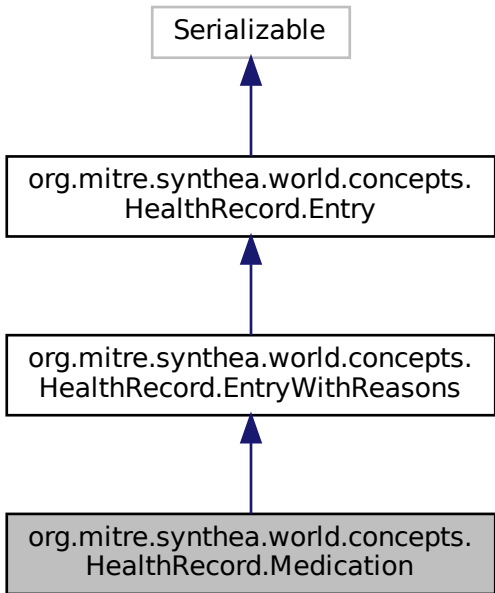 Serializable
org.mitre.synthea.world.concepts.
HealthRecord.Entry
org.mitre.synthea.world.concepts.
HealthRecord.EntryWithReasons
org.mitre.synthea.world.concepts.
HealthRecord.Medication